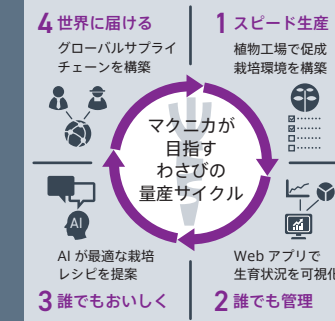 4 世界に届ける
グローバルサプライ
チェーンを構築
1 スピード生産
植物工場で促成
栽培環境を構築
マクニカが
目指す
わさびの
量産サイクル
AI
AI が最適な栽培
レシピを提案
3 誰でもおいしく
Web アプリで
生育状況を可視化
2 誰でも管理